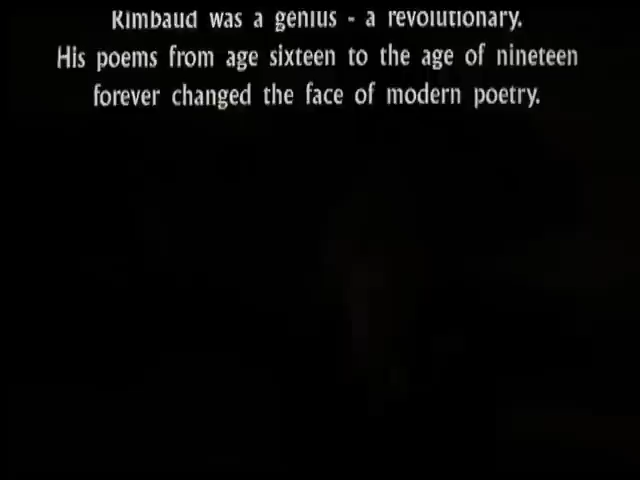 Rimbaud was a genius - a revolutionary.
His poems from age sixteen to the age of nineteen
forever changed the face of modern poetry.